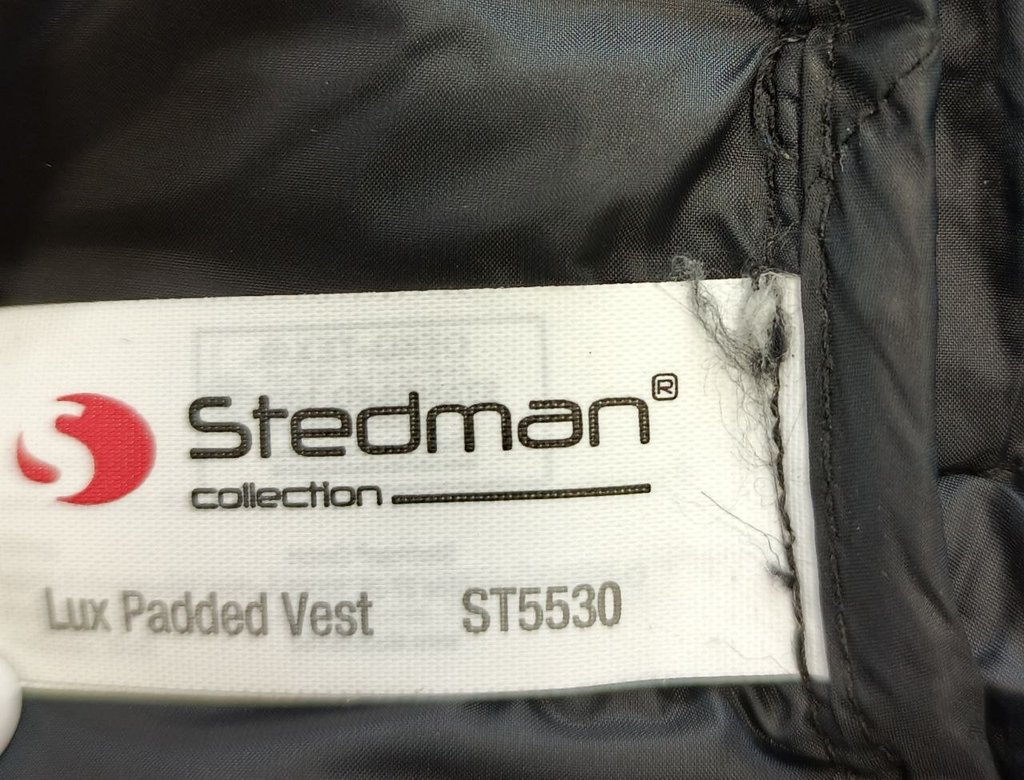 Stedman®
collection
Lux Padded Vest ST5530